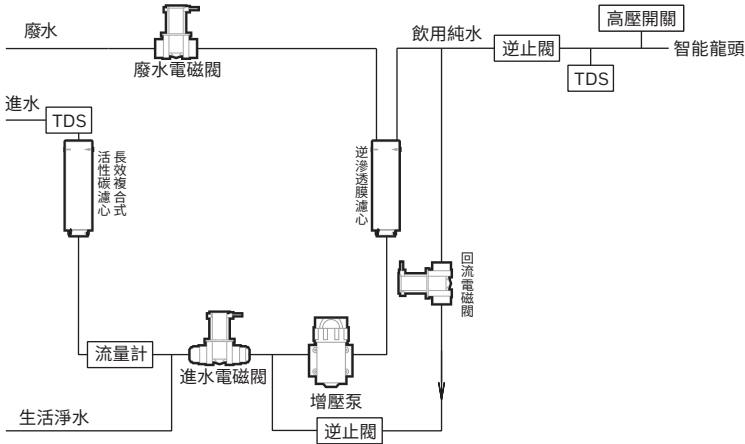 高壓開關
廢水
飲用純水
逆止閥
智能龍頭
廢水電磁閥
TDS
進水
TDS
長效複合式
活性碳濾心
逆滲透膜濾心
回流電磁閥
流量計
進水電磁閥
增壓泵
生活淨水
逆止閥